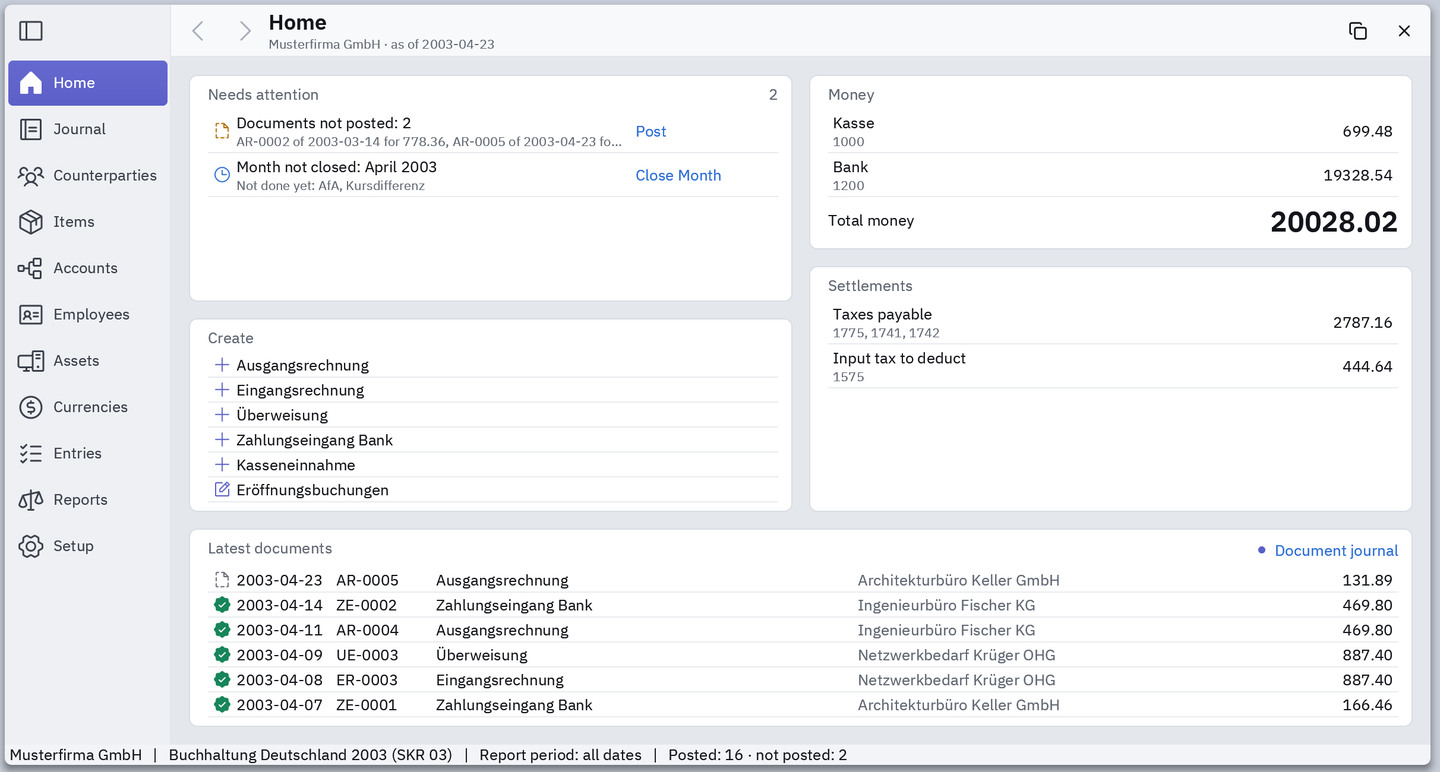 Home
Musterfirma GmbH · as of 2003-04-23
Home
Journal
Counterparties
Items
Accounts
Employees
Assets
Currencies
Entries
Reports
Setup
Needs attention 2
Documents not posted: 2
AR-0002 of 2003-03-14 for 778.36, AR-0005 of 2003-04-23 fo...
Post
Month not closed: April 2003
Not done yet: AfA, Kursdifferenz
Close Month
Create
Ausgangsrechnung
Eingangsrechnung
Überweisung
Zahlungseingang Bank
Kasseneinnahme
Eröffnungsbuchungen
Money
Kasse
1000
699.48
Bank
1200
19328.54
Total money 20028.02
Settlements
Taxes payable
1775, 1741, 1742
2787.16
Input tax to deduct
1575
444.64
Latest documents
Document journal
2003-04-23 AR-0005 Ausgangsrechnung Architekturbüro Keller GmbH 131.89
2003-04-14 ZE-0002 Zahlungseingang Bank Ingenieurbüro Fischer KG 469.80
2003-04-11 AR-0004 Ausgangsrechnung Ingenieurbüro Fischer KG 469.80
2003-04-09 UE-0003 Überweisung Netzwerkbedarf Krüger OHG 887.40
2003-04-08 ER-0003 Eingangsrechnung Netzwerkbedarf Krüger OHG 887.40
2003-04-07 ZE-0001 Zahlungseingang Bank Architekturbüro Keller GmbH 166.46
Musterfirma GmbH | Buchhaltung Deutschland 2003 (SKR 03) | Report period: all dates | Posted: 16 · not posted: 2